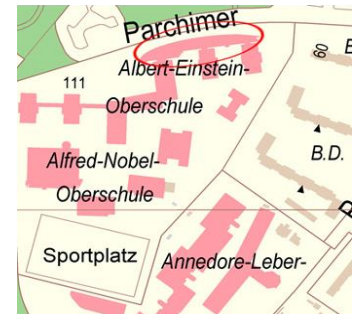 Parchimer
Albert-Einstein-
Oberschule
111
60
B.D.
Alfred-Nobel-
Oberschule
Sportplatz
Annedore-Leber-